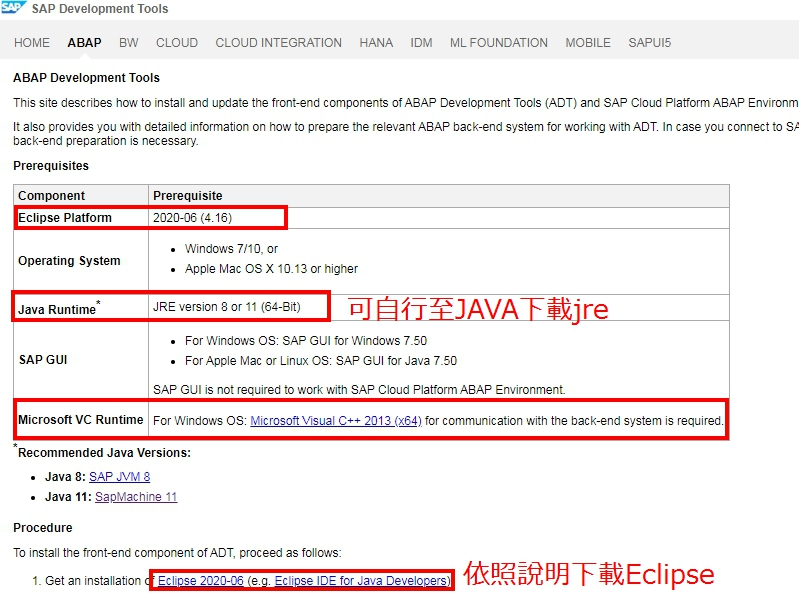 SAP SAP Development Tools
HOME ABAP BW CLOUD CLOUD INTEGRATION HANA IDM ML FOUNDATION MOBILE SAPUI5
ABAP Development Tools
This site describes how to install and update the front-end components of ABAP Development Tools (ADT) and SAP Cloud Platform ABAP Environm
It also provides you with detailed information on how to prepare the relevant ABAP back-end system for working with ADT. In case you connect to SA
back-end preparation is necessary.
Prerequisites
Component Prerequisite
Eclipse Platform 2020-06 (4.16)
Operating System
• Windows 7/10, or
• Apple Mac OS X 10.13 or higher
Java Runtime* JRE version 8 or 11 (64-Bit) 可自行至JAVA下載jre
SAP GUI
• For Windows OS: SAP GUI for Windows 7.50
• For Apple Mac or Linux OS: SAP GUI for Java 7.50
SAP GUI is not required to work with SAP Cloud Platform ABAP Environment.
Microsoft VC Runtime For Windows OS: Microsoft Visual C++ 2013 (x64) for communication with the back-end system is required.
*Recommended Java Versions:
• Java 8: SAP JVM 8
• Java 11: SapMachine 11
Procedure
To install the front-end component of ADT, proceed as follows:
1. Get an installation of Eclipse 2020-06 (e.g. Eclipse IDE for Java Developers) 依照說明下載Eclipse